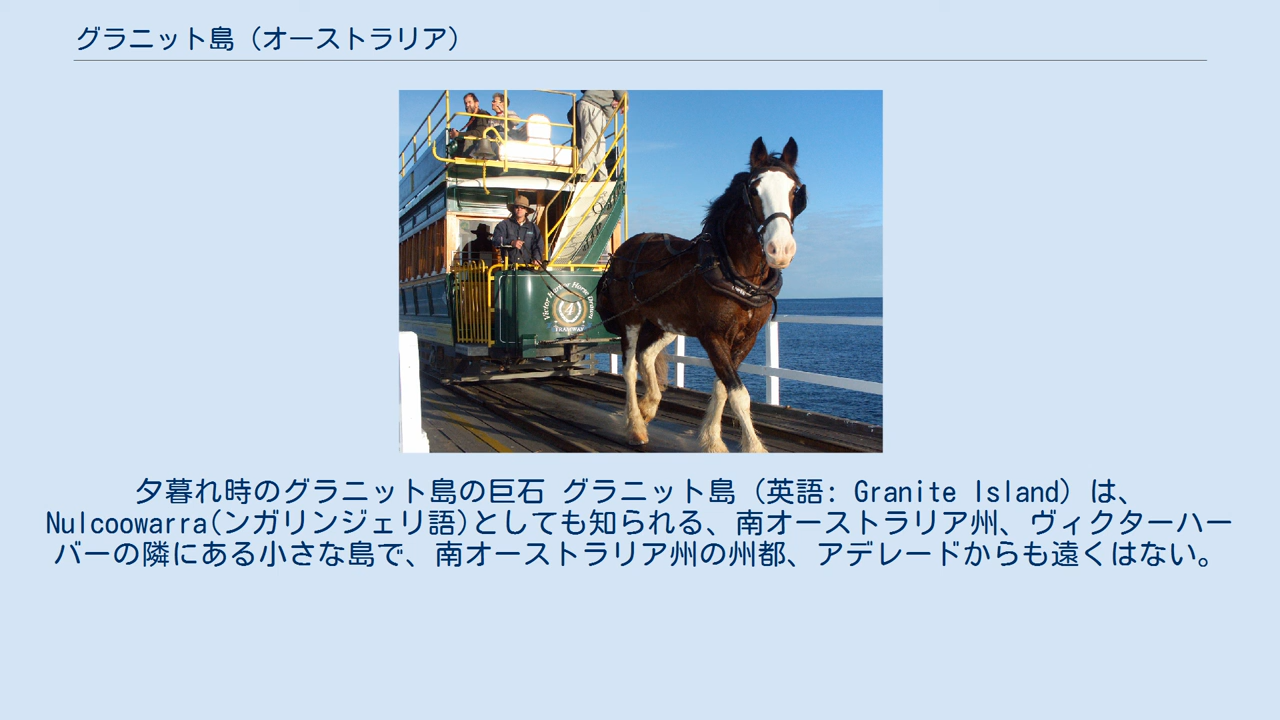 グラニット島（オーストラリア）
Victor Harbor Horse Drawn
TRAMWAY
夕暮れ時のグラニット島の巨石 グラニット島（英語: Granite Island）は、
Nulcoowarra(ンガリンジェリ語)としても知られる、南オーストラリア州、ヴィクターハー
バーの隣にある小さな島で、南オーストラリア州の州都、アデレードからも遠くはない。